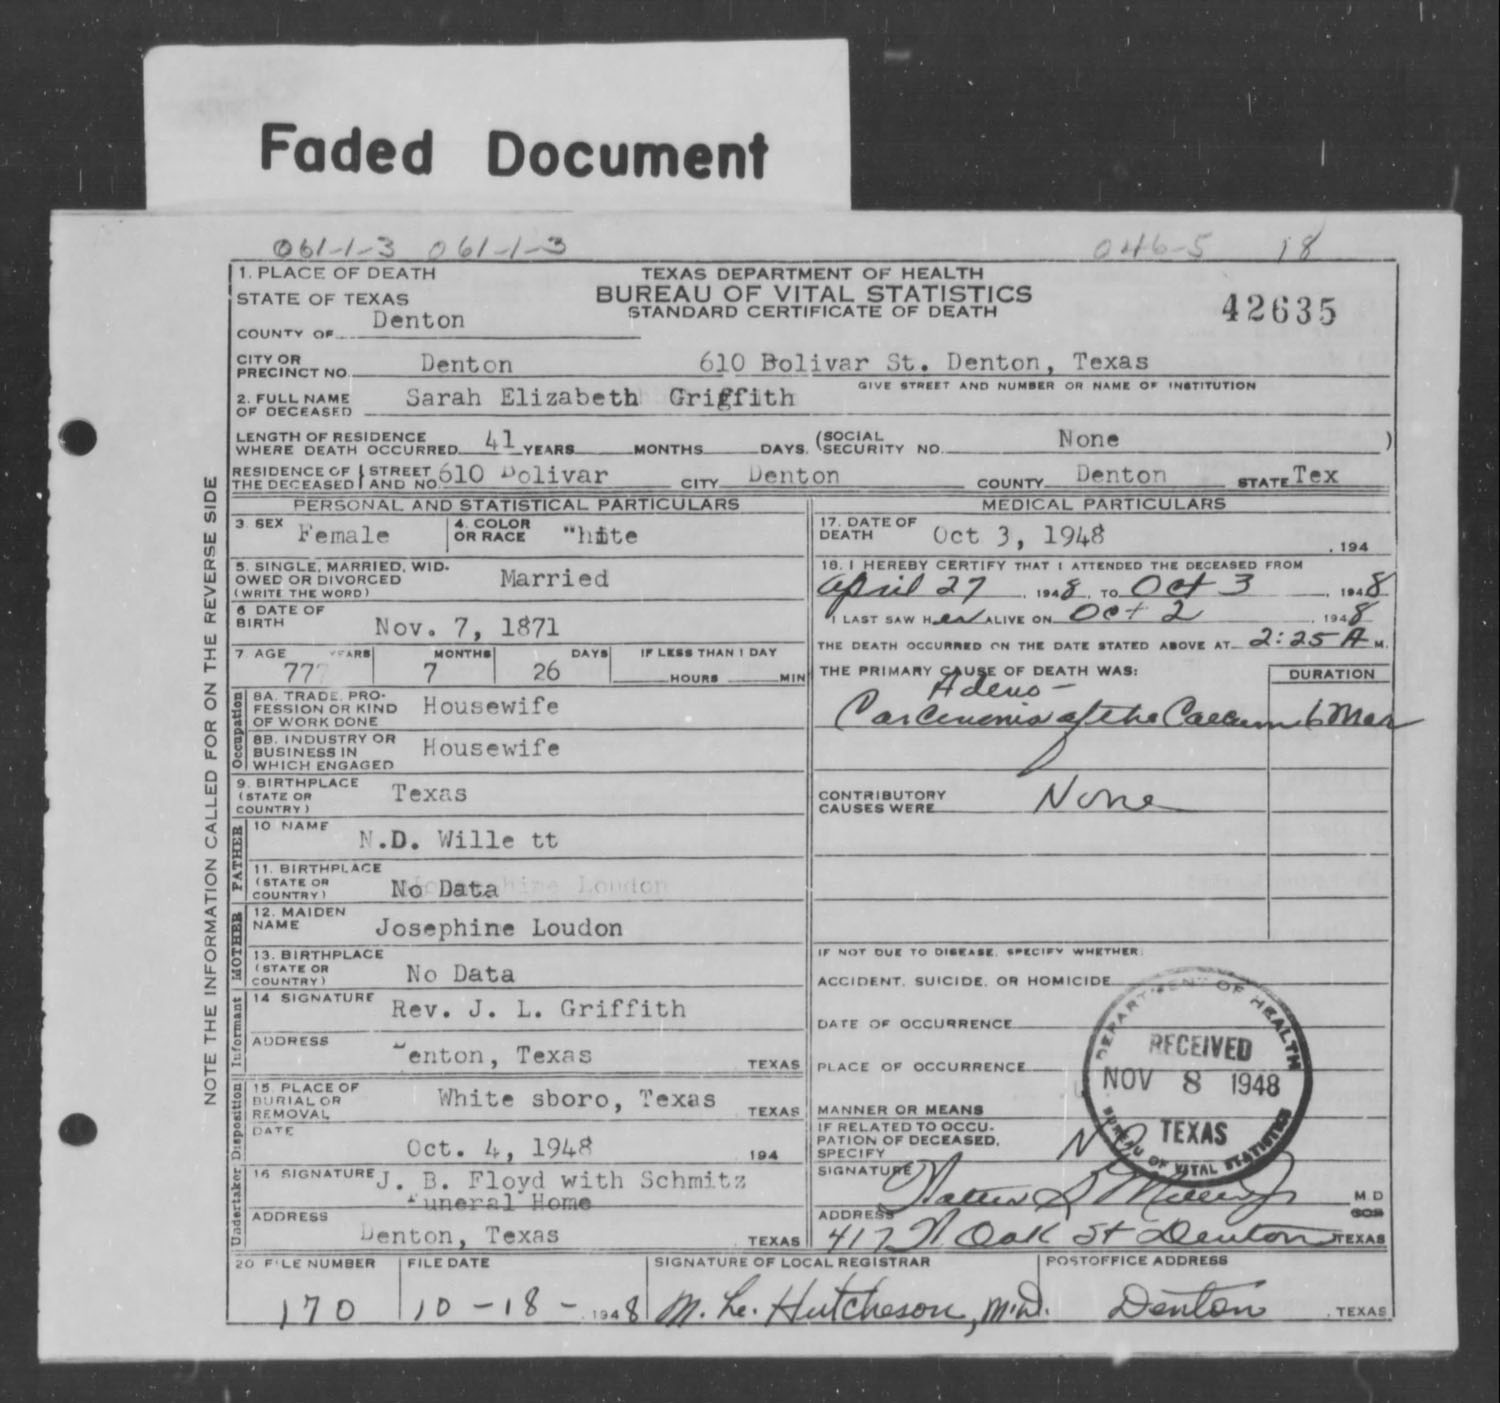 Faded Document
061-1-3 061-1-3 046-5 18
1. PLACE OF DEATH
STATE OF TEXAS
COUNTY OF Denton
TEXAS DEPARTMENT OF HEALTH
BUREAU OF VITAL STATISTICS
STANDARD CERTIFICATE OF DEATH
42635
CITY OR PRECINCT NO. Denton 610 Bolivar St. Denton, Texas
GIVE STREET AND NUMBER OR NAME OF INSTITUTION
2. FULL NAME OF DECEASED Sarah Elizabeth Griffith
LENGTH OF RESIDENCE WHERE DEATH OCCURRED 41 YEARS MONTHS DAYS. (SOCIAL SECURITY NO. None )
RESIDENCE OF THE DECEASED STREET AND NO. 610 Bolivar CITY Denton COUNTY Denton STATE Tex
PERSONAL AND STATISTICAL PARTICULARS
3. SEX Female 4. COLOR OR RACE White
5. SINGLE, MARRIED, WIDOWED OR DIVORCED (WRITE THE WORD) Married
6 DATE OF BIRTH Nov. 7, 1871
7. AGE YEARS MONTHS DAYS IF LESS THAN 1 DAY
777 7 26 HOURS MIN
Occupation
8A. TRADE, PROFESSION OR KIND OF WORK DONE Housewife
8B. INDUSTRY OR BUSINESS IN WHICH ENGAGED Housewife
9. BIRTHPLACE (STATE OR COUNTRY) Texas
FATHER
10 NAME N.D. Wille tt
11. BIRTHPLACE (STATE OR COUNTRY) No Data
MOTHER
12. MAIDEN NAME Josephine Loudon
13. BIRTHPLACE (STATE OR COUNTRY) No Data
Informant
14 SIGNATURE Rev. J. L. Griffith
ADDRESS Denton, Texas TEXAS
Disposition
15. PLACE OF BURIAL OR REMOVAL White sboro, Texas TEXAS
DATE Oct. 4, 1948 194
Undertaker
16 SIGNATURE J. B. Floyd with Schmitz
Funeral Home
ADDRESS Denton, Texas TEXAS
MEDICAL PARTICULARS
17. DATE OF DEATH Oct 3, 1948 , 194
18. I HEREBY CERTIFY THAT I ATTENDED THE DECEASED FROM
April 27 , 1948, TO Oct 3 , 1948
I LAST SAW Her ALIVE ON Oct 2 , 1948
THE DEATH OCCURRED ON THE DATE STATED ABOVE AT 2:25 A M.
THE PRIMARY CAUSE OF DEATH WAS: DURATION
Adeno-
Carcinoma of the Caecum 6 Mos
CONTRIBUTORY CAUSES WERE None
IF NOT DUE TO DISEASE, SPECIFY WHETHER:
ACCIDENT, SUICIDE, OR HOMICIDE
DATE OF OCCURRENCE
PLACE OF OCCURRENCE
MANNER OR MEANS
IF RELATED TO OCCUPATION OF DECEASED, SPECIFY No
DEPARTMENT OF HEALTH
RECEIVED
NOV 8 1948
TEXAS
BUREAU OF VITAL STATISTICS
SIGNATURE M.D
ADDRESS 417 N Oak St Denton TEXAS
20 FILE NUMBER FILE DATE SIGNATURE OF LOCAL REGISTRAR POSTOFFICE ADDRESS
170 10-18-, 1948 M. L. Hutcheson, M.D. Denton , TEXAS
NOTE THE INFORMATION CALLED FOR ON THE REVERSE SIDE